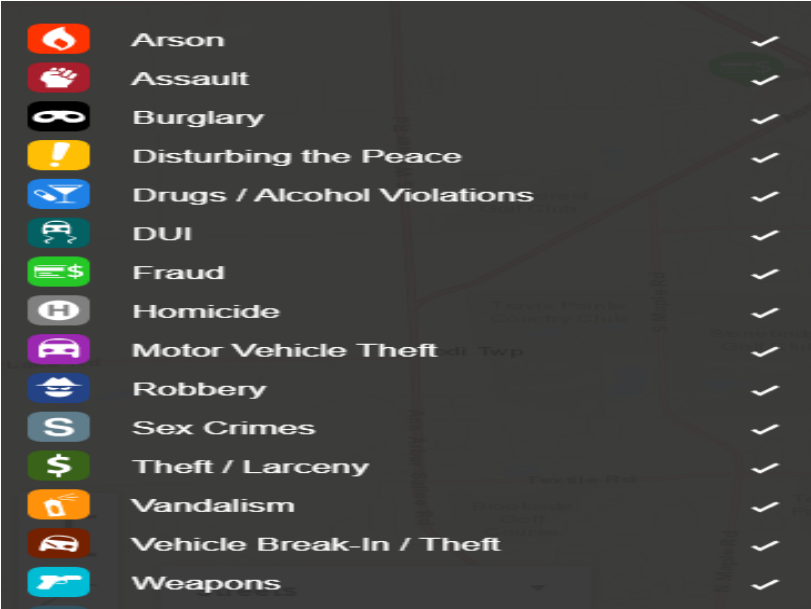 Arson
Assault
Burglary
Disturbing the Peace
Drugs / Alcohol Violations
DUI
$
Fraud
H
Homicide
Motor Vehicle Theft
Robbery
S
Sex Crimes
$
Theft / Larceny
Vandalism
Vehicle Break-In / Theft
Weapons